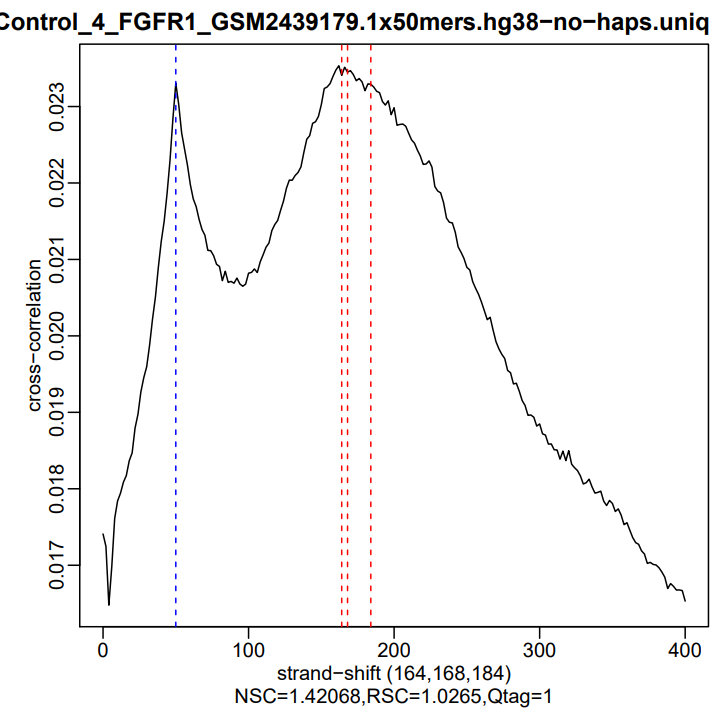 Control_4_FGFR1_GSM2439179.1x50mers.hg38−no−haps.uniq
cross−correlation
0.023
0.022
0.021
0.020
0.019
0.018
0.017
0 100 200 300 400
strand−shift (164,168,184)
NSC=1.42068,RSC=1.0265,Qtag=1